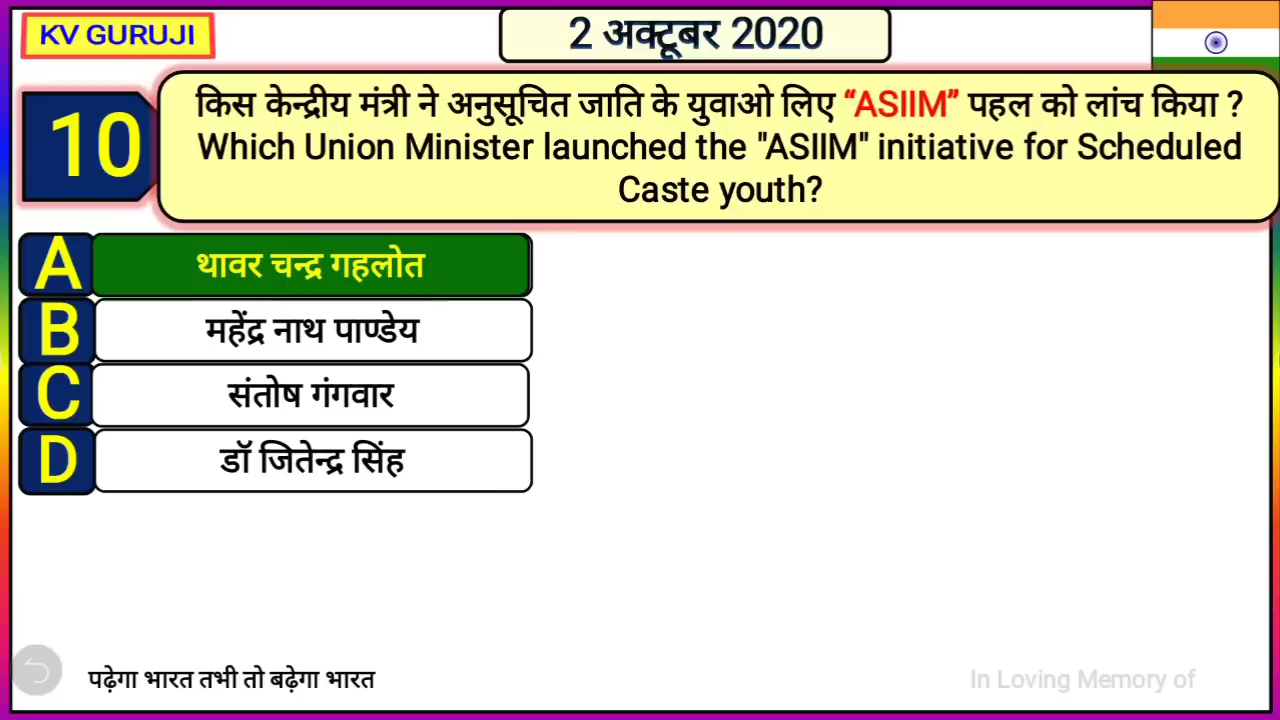 KV GURUJI
2 अक्टूबर 2020
10
किस केन्द्रीय मंत्री ने अनुसूचित जाति के युवाओ लिए “ASIIM” पहल को लांच किया ?
Which Union Minister launched the "ASIIM" initiative for Scheduled
Caste youth?
A थावर चन्द्र गहलोत
B महेंद्र नाथ पाण्डेय
C संतोष गंगवार
D डॉ जितेन्द्र सिंह
पढ़ेगा भारत तभी तो बढ़ेगा भारत
In Loving Memory of